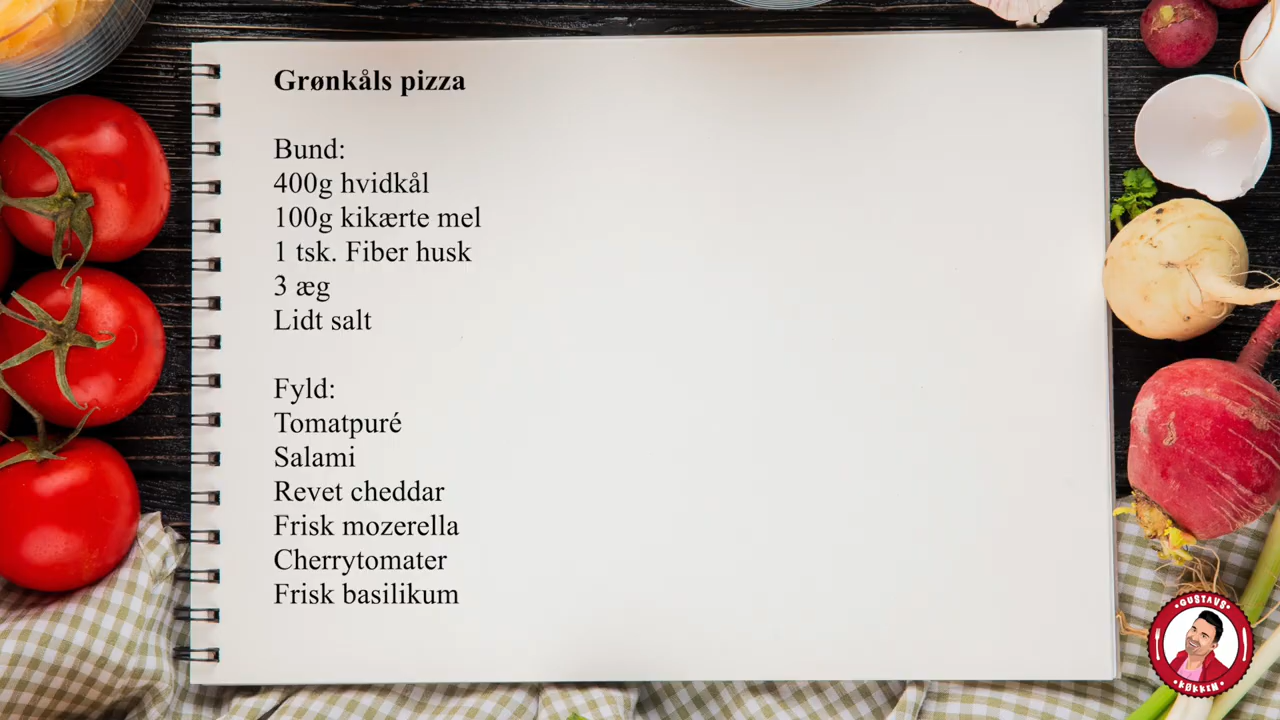 Grønkåls pizza
Bund:
400g hvidkål
100g kikærte mel
1 tsk. Fiber husk
3 æg
Lidt salt
Fyld:
Tomatpuré
Salami
Revet cheddar
Frisk mozerella
Cherrytomater
Frisk basilikum
GUSTAVS
KØKKEN